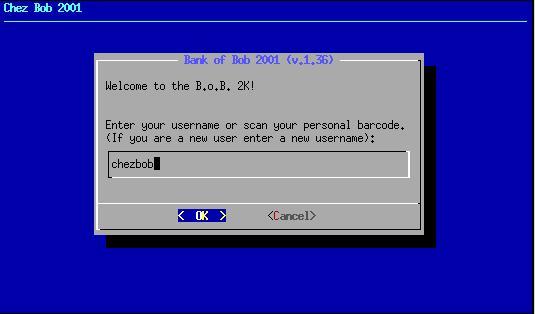 Chez Bob 2001
Bank of Bob 2001 (v.1.36)
Welcome to the B.o.B. 2K!
Enter your username or scan your personal barcode.
(If you are a new user enter a new username):
chezbob
< OK > <Cancel>